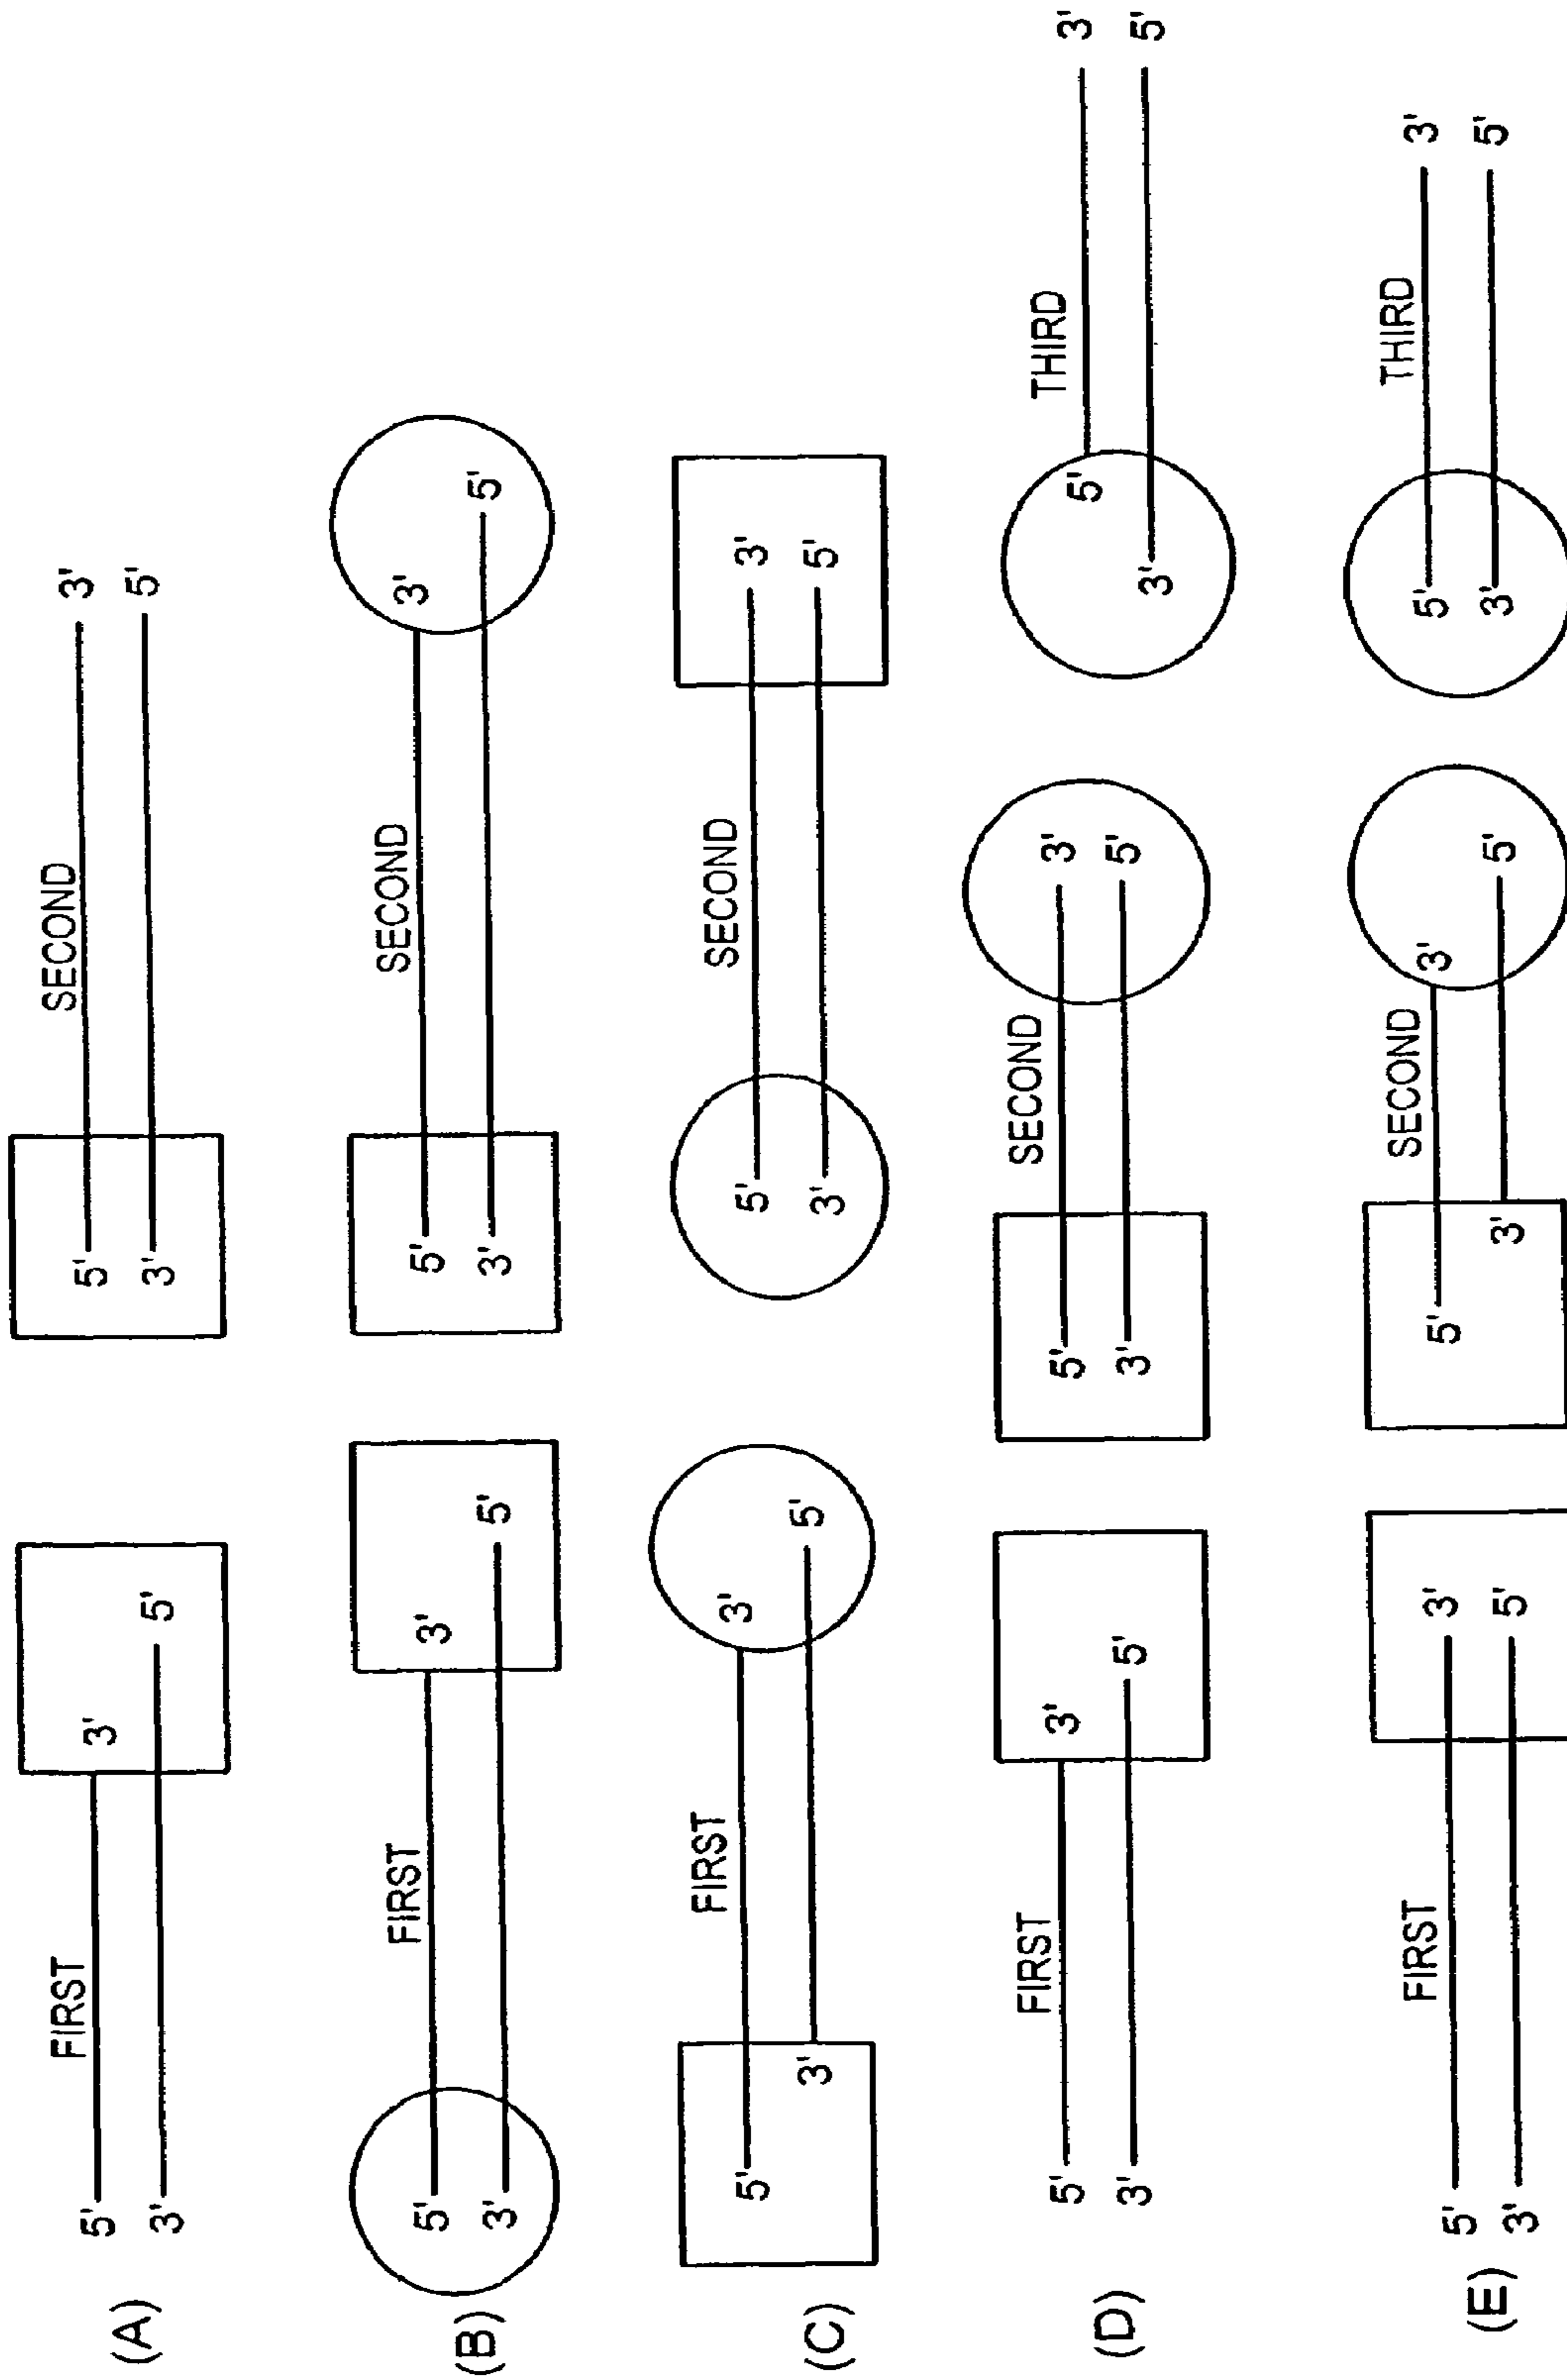 (A)
FIRST SECOND
5' 3' 5' 3'
3' 5' 3' 5'
(B)
FIRST SECOND
5' 3' 5' 3'
3' 5' 3' 5'
(C)
FIRST SECOND
5' 3' 5' 3'
3' 5' 3' 5'
(D)
FIRST SECOND THIRD
5' 3' 5' 3' 5' 3'
3' 5' 3' 5' 3' 5'
(E)
FIRST SECOND THIRD
5' 3' 5' 3' 5' 3'
3' 5' 3' 5' 3' 5'